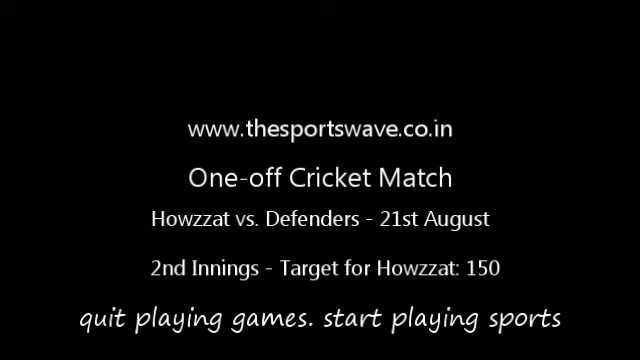 www.thesportswave.co.in
One-off Cricket Match
Howzzat vs. Defenders - 21st August
2nd Innings - Target for Howzzat: 150
quit playing games. start playing sports